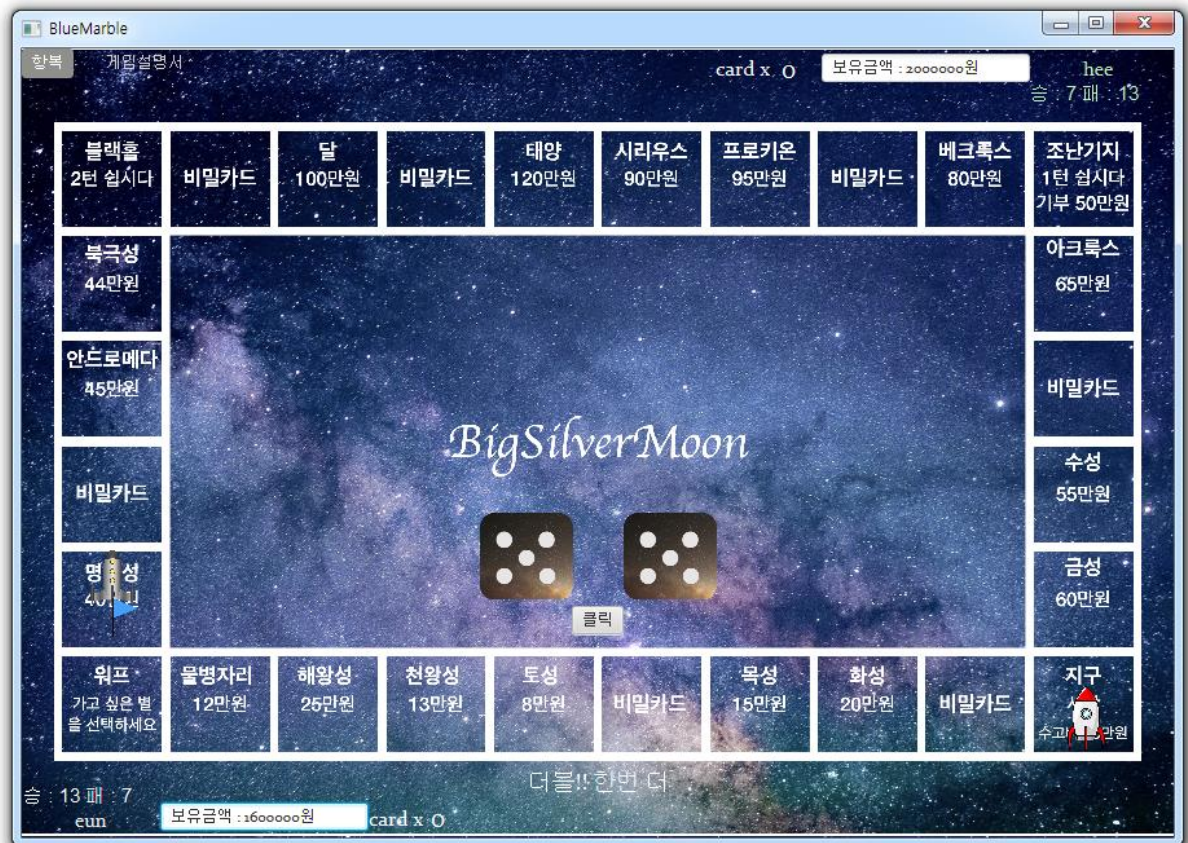 BlueMarble
항복 게임설명서
card x 0
보유금액 : 2000000원
hee
승 : 7 패 : 13
블랙홀
2턴 쉽시다
비밀카드
달
100만원
비밀카드
태양
120만원
시리우스
90만원
프로키온
95만원
비밀카드
베크룩스
80만원
조난기지
1턴 쉽시다
기부 50만원
북극성
44만원
아크룩스
65만원
안드로메다
45만원
비밀카드
BigSilverMoon
비밀카드
수성
55만원
금성
60만원
클릭
워프
가고 싶은 별
을 선택하세요
물병자리
12만원
해왕성
25만원
천왕성
13만원
토성
8만원
비밀카드
목성
15만원
화성
20만원
비밀카드
지구
더블!! 한번 더
승 : 13 패 : 7
eun
보유금액 : 1600000원
card x 0